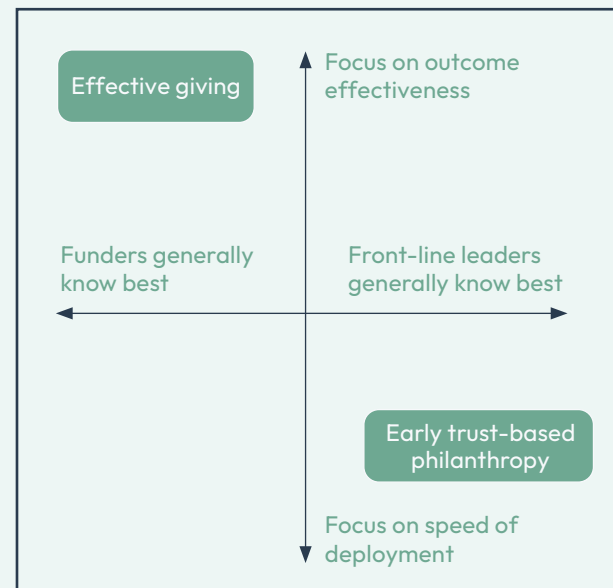 Effective giving
Focus on outcome
effectiveness
Funders generally
know best
Front-line leaders
generally know best
Early trust-based
philanthropy
Focus on speed of
deployment